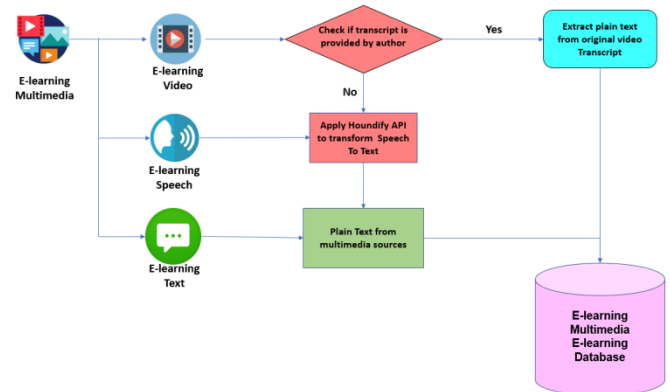 E-learning
Multimedia
E-learning
Video
Check if transcript is
provided by author
Yes
Extract plain text
from original video
Transcript
No
E-learning
Speech
Apply Houndify API
to transform Speech
To Text
E-learning
Text
Plain Text from
multimedia sources
E-learning
Multimedia
E-learning
Database